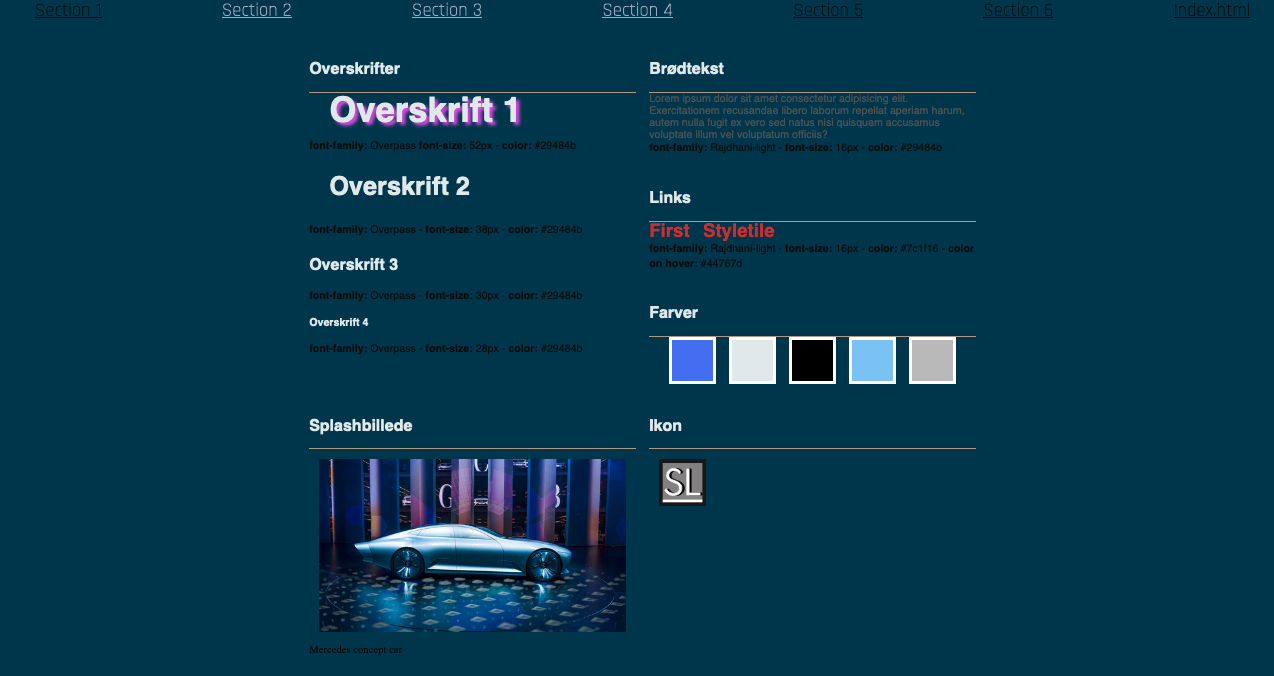 Section 1 Section 2 Section 3 Section 4 Section 5 Section 6 index.html
Overskrifter
Overskrift 1
font-family: Overpass font-size: 52px - color: #29484b
Overskrift 2
font-family: Overpass - font-size: 38px - color: #29484b
Overskrift 3
font-family: Overpass - font-size: 30px - color: #29484b
Overskrift 4
font-family: Overpass - font-size: 28px - color: #29484b
Brødtekst
Lorem ipsum dolor sit amet consectetur adipisicing elit.
Exercitationem recusandae libero laborum repellat aperiam harum,
autem nulla fugit ex vero sed natus nisi quisquam accusamus
voluptate illum vel voluptatum officiis?
font-family: Rajdhani-light - font-size: 16px - color: #29484b
Links
First Styletile
font-family: Rajdhani-light - font-size: 16px - color: #7c1f16 - color
on hover: #44767d
Farver
Splashbillede
G
Mercedes concept car
Ikon
SL